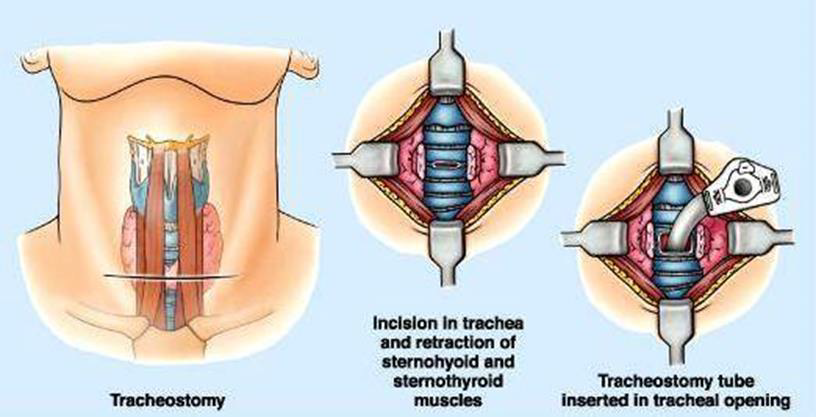 Tracheostomy
Incision in trachea
and retraction of
sternohyoid and
sternothyroid
muscles
Tracheostomy tube
inserted in tracheal opening